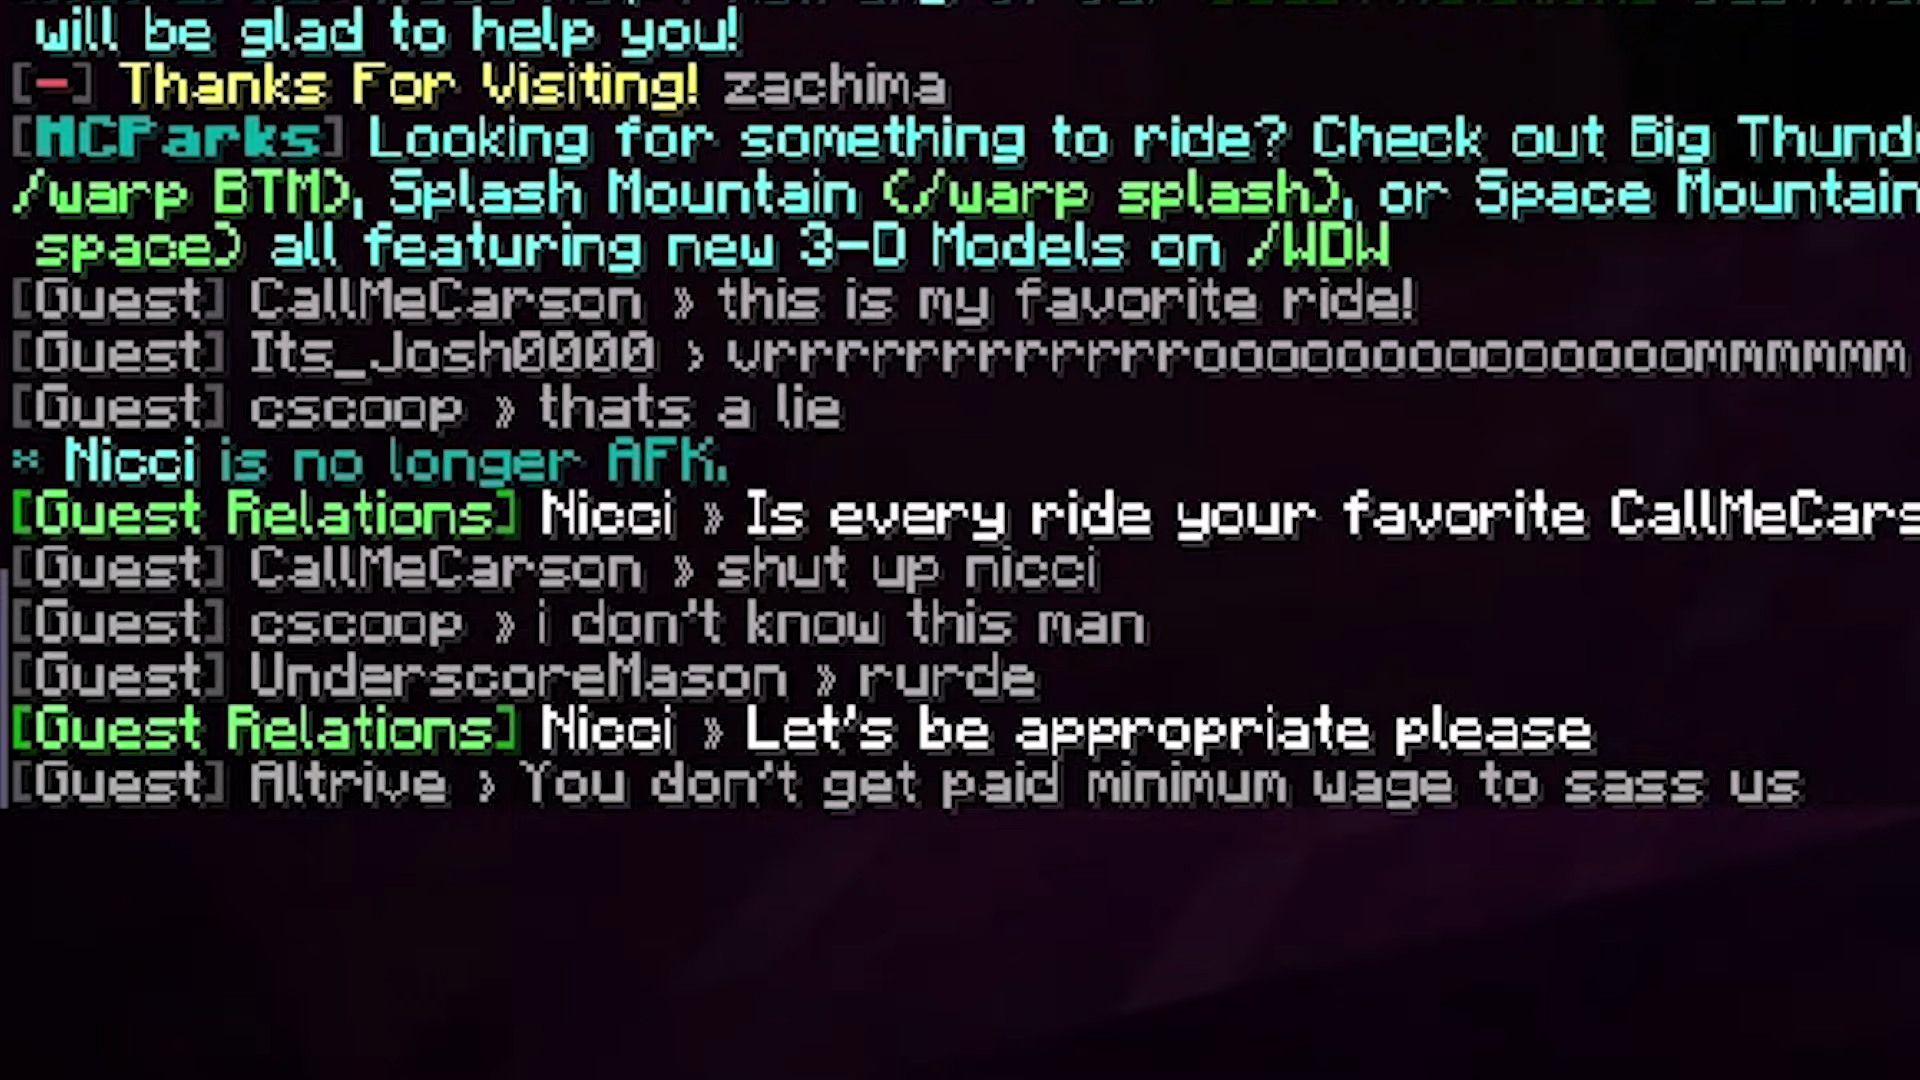 will be glad to help you!
[-] Thanks For Visiting! zachima
[MCParks] Looking for something to ride? Check out Big
/warp BTM), Splash Mountain (/warp splash), or Space Mountain
space) all featuring new 3-D Models on /WDW
[Guest] CallMeCarson » this is my favorite ride!
[Guest] Its_Josh0000 › vrrrrrrrrrrrrrooooooooooooooooommmmmm
[Guest] cscoop » thats a lie
* Nicci is no longer AFK.
[Guest Relations] Nicci » Is every ride your favorite
[Guest] CallMeCarson » shut up nicci
[Guest] cscoop » i don't know this man
[Guest] UnderscoreMason » rurde
[Guest Relations] Nicci » Let's be appropriate please
[Guest] Altrive › You don't get paid minimum wage to sass us